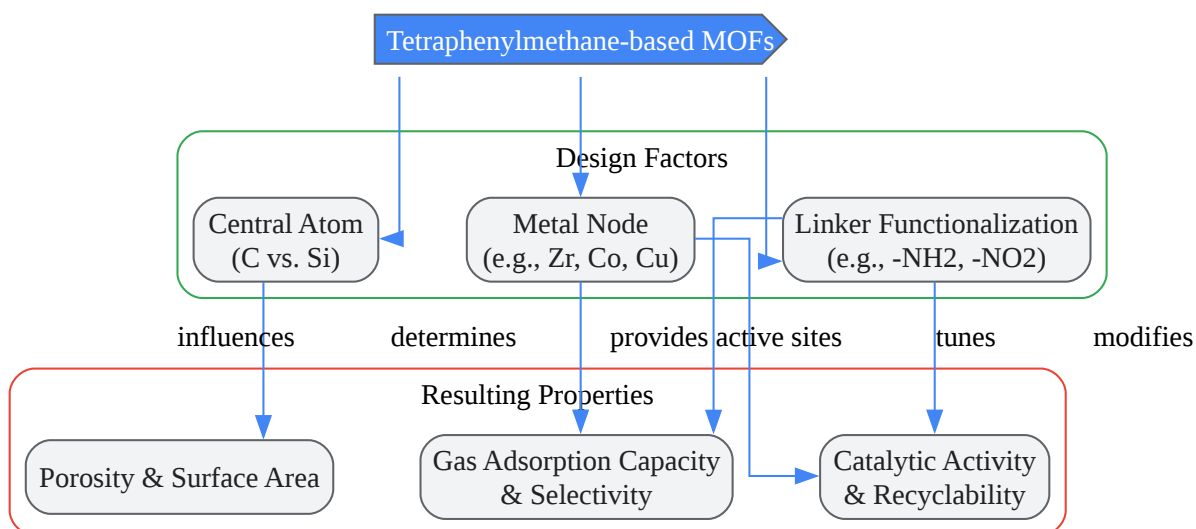 Tetraphenylmethane-based MOFs
Design Factors
Central Atom
(C vs. Si)
Metal Node
(e.g., Zr, Co, Cu)
Linker Functionalization
(e.g., -NH2, -NO2)
influences
determines
provides active sites
tunes
modifies
Resulting Properties
Porosity & Surface Area
Gas Adsorption Capacity
& Selectivity
Catalytic Activity
& Recyclability